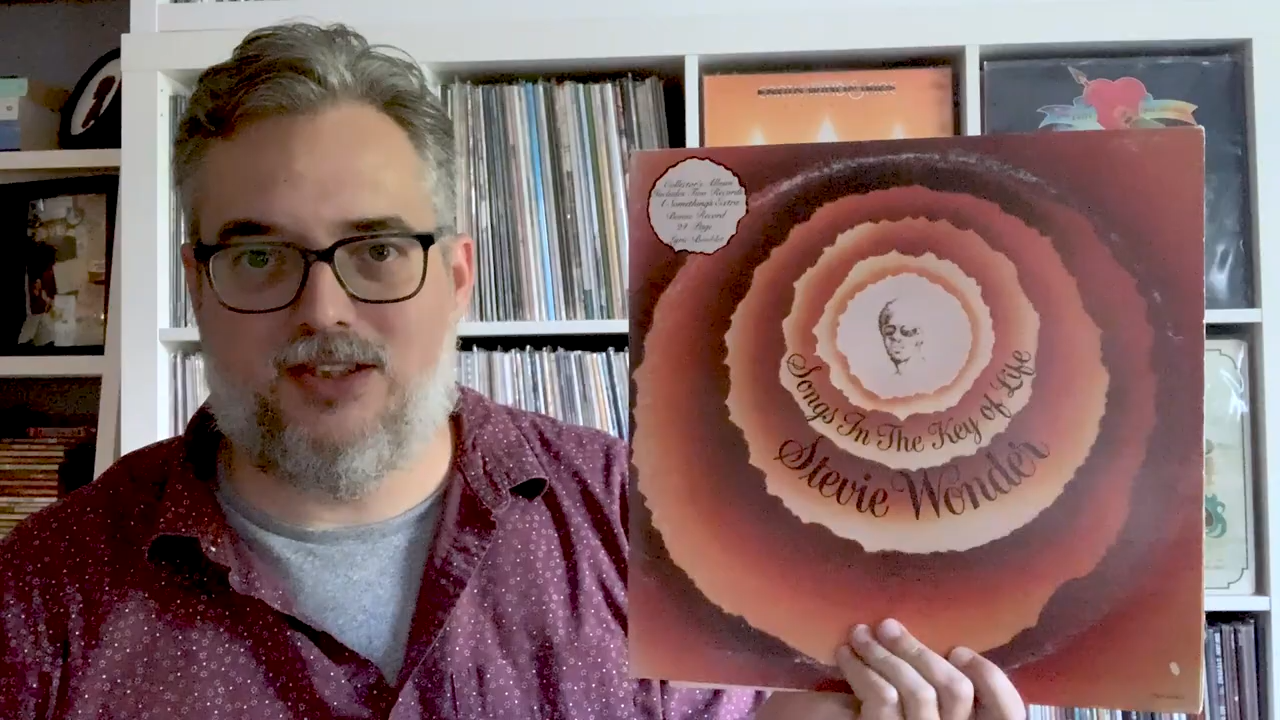 Collector's Album
Includes Two Records
A Something's Extra
Bonus Record
24 Page
Lyric Booklet
Songs In The Key of Life
Stevie Wonder